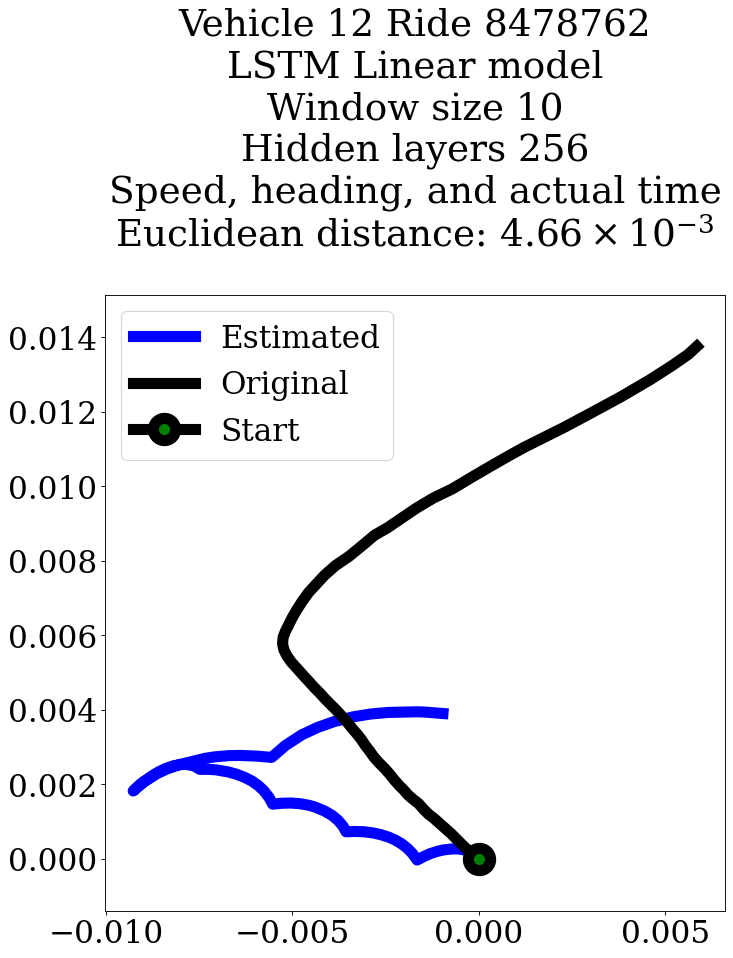 Vehicle 12 Ride 8478762
LSTM Linear model
Window size 10
Hidden layers 256
Speed, heading, and actual time
Euclidean distance: 4.66 × 10⁻³
Estimated
Original
Start
0.014
0.012
0.010
0.008
0.006
0.004
0.002
0.000
−0.010 −0.005 0.000 0.005